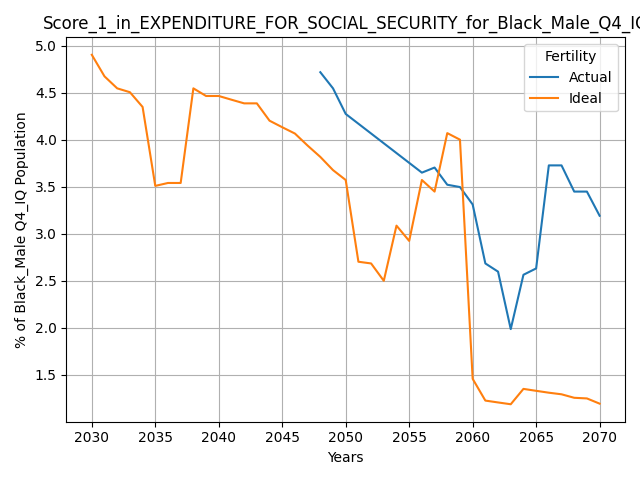 Score_1_in_EXPENDITURE_FOR_SOCIAL_SECURITY_for_Black_Male_Q4_IQ
Fertility
Actual
Ideal
% of Black_Male Q4_IQ Population
5.0
4.5
4.0
3.5
3.0
2.5
2.0
1.5
2030 2035 2040 2045 2050 2055 2060 2065 2070
Years